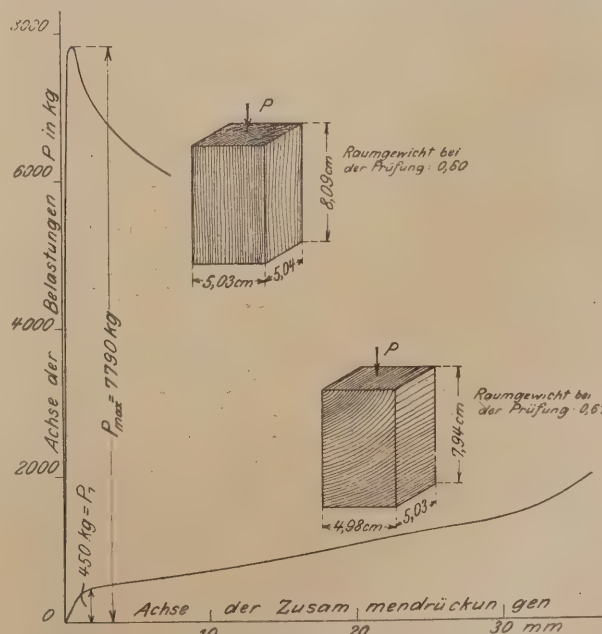 3000
6000
4000
2000
0
Achse der Belastungen P in kg
Pmax = 7790 kg
450 kg = P₁
P
8,09cm
5,03cm
5,04
Raumgewicht bei
der Prüfung: 0,60
P
7,94cm
4,98cm
5,03
Raumgewicht bei
der Prüfung: 0,6
Achse der Zusammendrückungen
10
20
30 mm